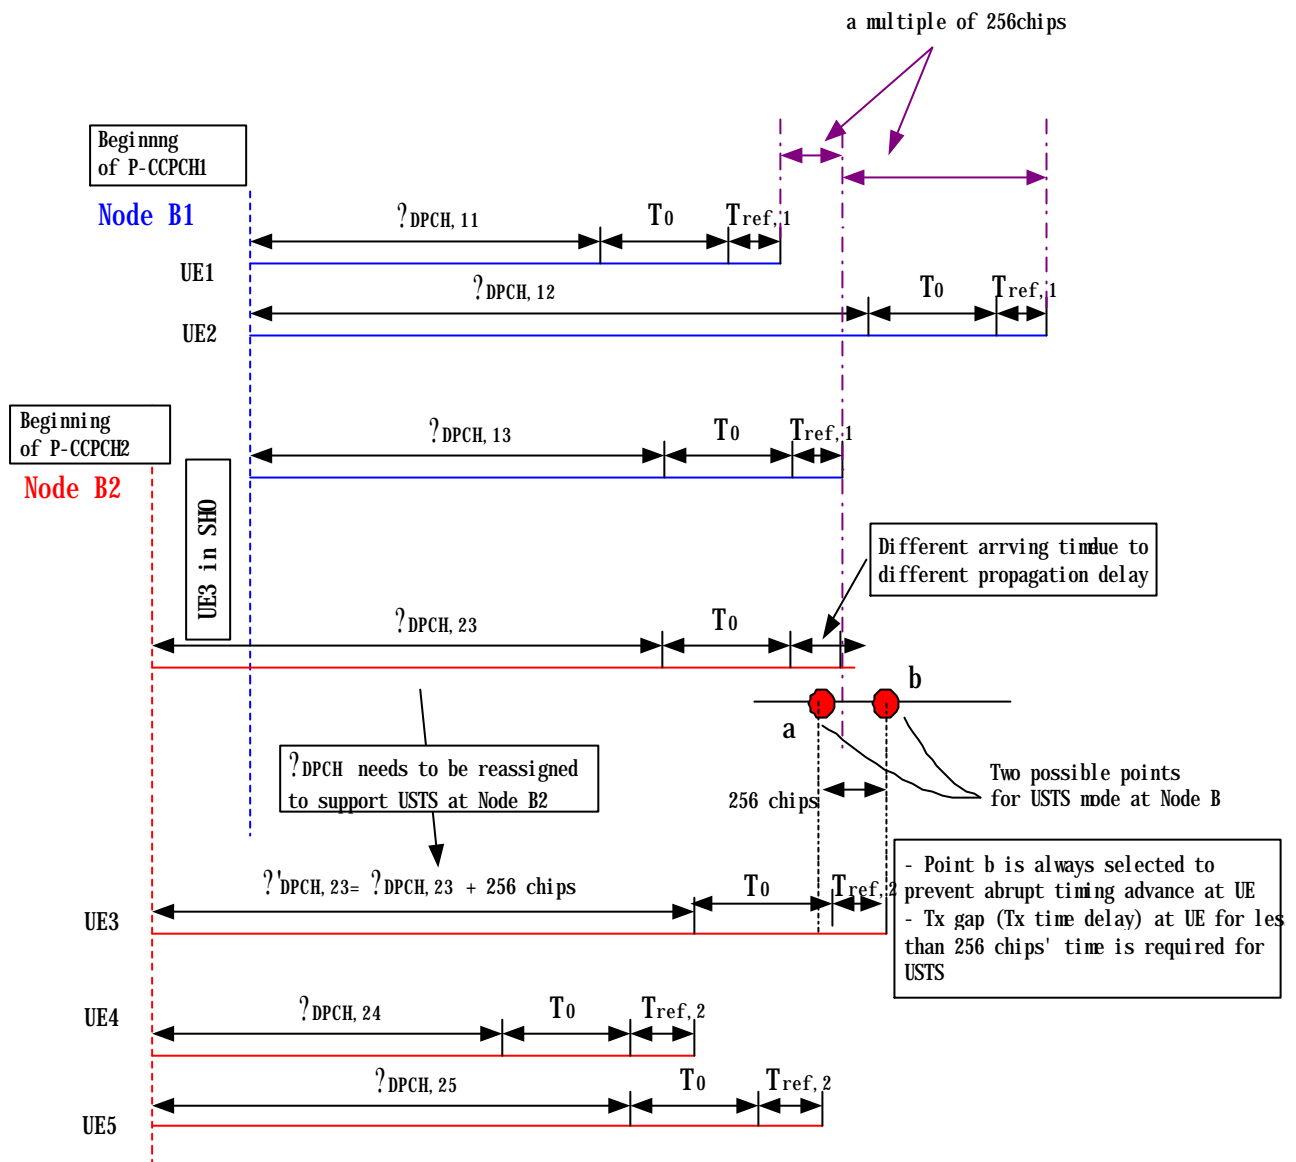 a multiple of 256chips
Beginnng
of P-CCPCH1
Node B1
?DPCH, 11
T0
Tref, 1
UE1
?DPCH, 12
T0
Tref, 1
UE2
Beginning
of P-CCPCH2
Node B2
?DPCH, 13
T0
Tref, 1
UE3 in SHO
Different arrving timdue to
different propagation delay
?DPCH, 23
T0
b
a
?DPCH needs to be reassigned
to support USTS at Node B2
256 chips
Two possible points
for USTS mode at Node B
?'DPCH, 23= ?DPCH, 23 + 256 chips
T0
Tref, 2
UE3
- Point b is always selected to
prevent abrupt timing advance at UE
- Tx gap (Tx time delay) at UE for les
than 256 chips' time is required for
USTS
UE4
?DPCH, 24
T0
Tref, 2
?DPCH, 25
T0
Tref, 2
UE5